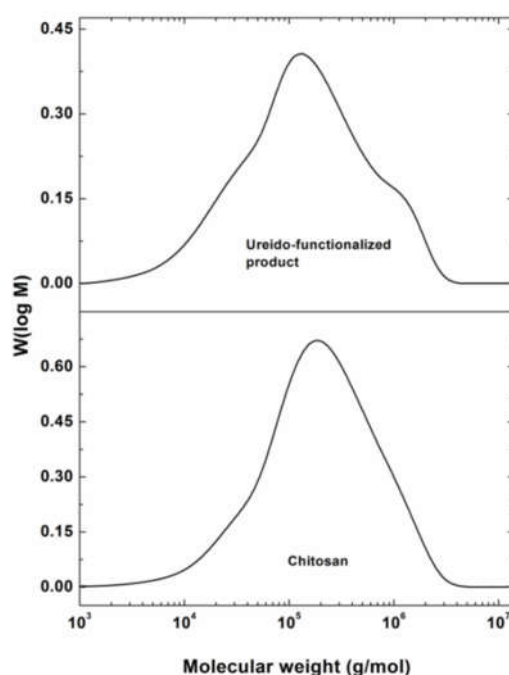 0.45
0.30
0.15
0.00
Ureido-functionalized
product
W(log M)
0.60
0.45
0.30
0.15
0.00
Chitosan
10³ 10⁴ 10⁵ 10⁶ 10⁷
Molecular weight (g/mol)